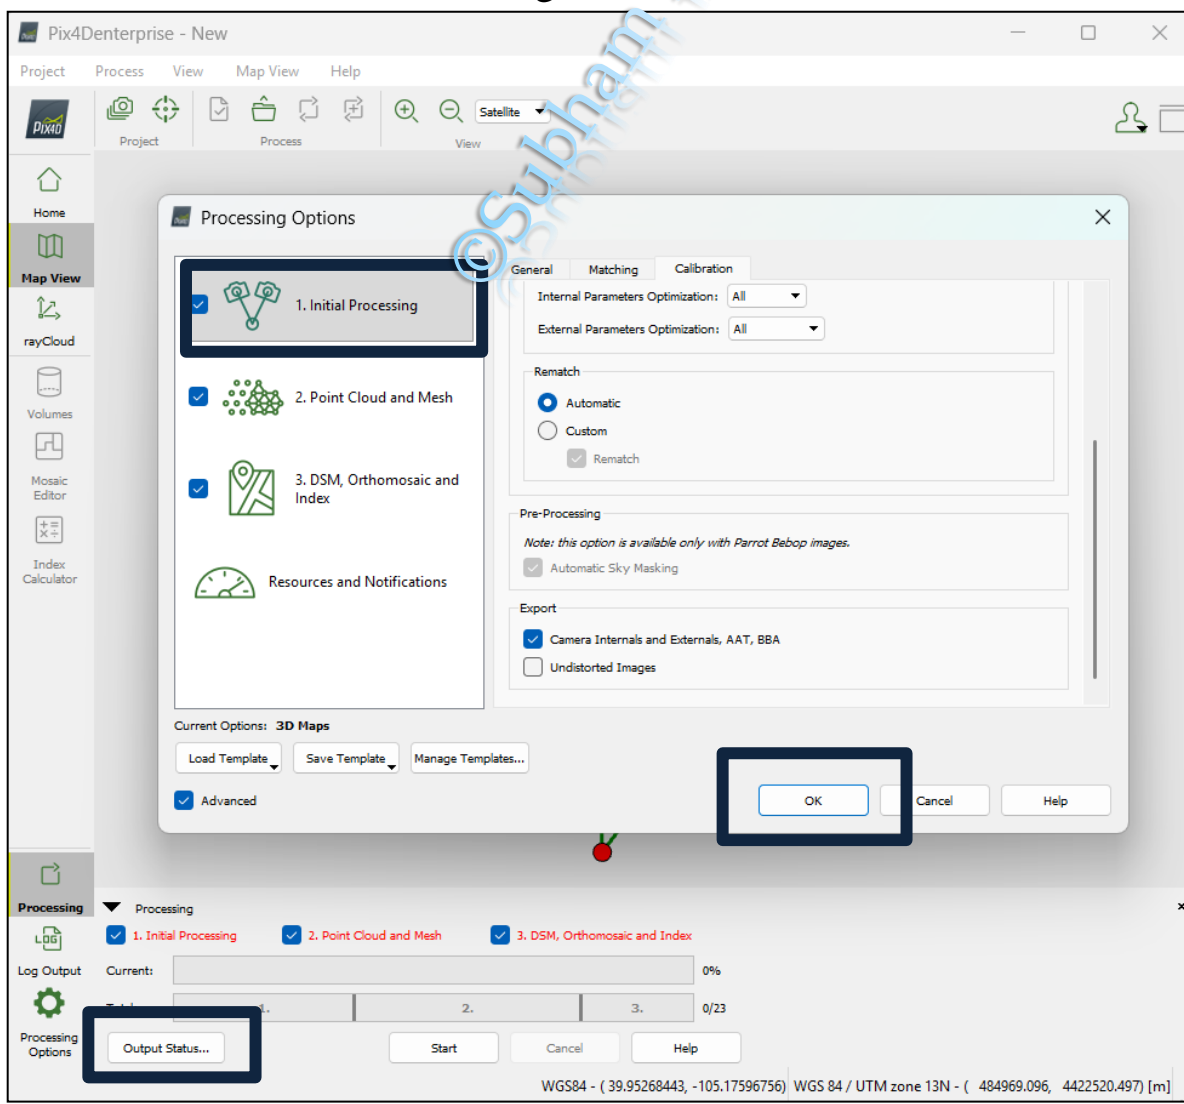 Pix4Denterprise - New
Project Process View Map View Help
PIX4D
Project Process View
Satellite
Home
Map View
rayCloud
Volumes
Mosaic
Editor
Index
Calculator
©Subham
Processing Options
1. Initial Processing
2. Point Cloud and Mesh
3. DSM, Orthomosaic and
Index
Resources and Notifications
General Matching Calibration
Internal Parameters Optimization: All
External Parameters Optimization: All
Rematch
Automatic
Custom
Rematch
Pre-Processing
Note: this option is available only with Parrot Bebop images.
Automatic Sky Masking
Export
Camera Internals and Externals, AAT, BBA
Undistorted Images
Current Options: 3D Maps
Load Template Save Template Manage Templates...
Advanced
OK Cancel Help
Processing
LOG
Log Output
Processing
Options
Processing
1. Initial Processing 2. Point Cloud and Mesh 3. DSM, Orthomosaic and Index
Current: 0%
1. 2. 3. 0/23
Output Status... Start Cancel Help
WGS84 - ( 39.95268443, -105.17596756) WGS 84 / UTM zone 13N - ( 484969.096, 4422520.497) [m]